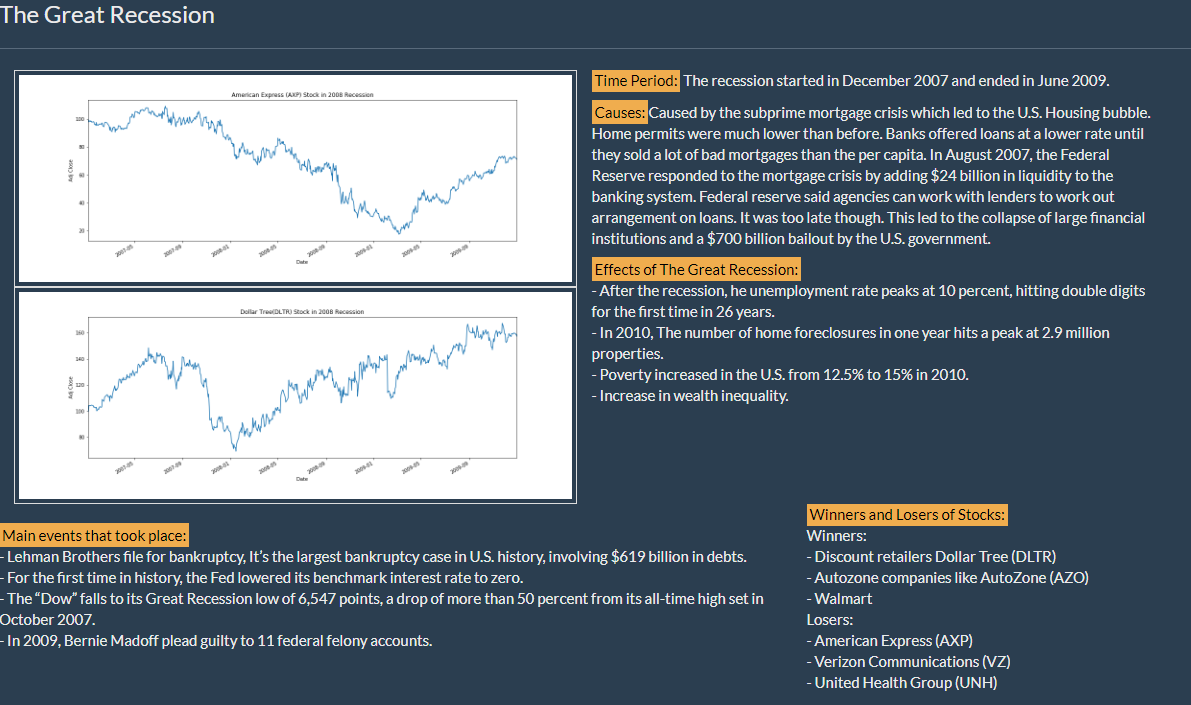 The Great Recession
American Express (AXP) Stock in 2008 Recession
100
80
60
40
20
Adj Close
2007-05 2007-09 2008-01 2008-05 2008-09 2009-01 2009-05 2009-09
Date
Dollar Tree(DLTR) Stock in 2008 Recession
160
140
120
100
80
Adj Close
2007-05 2007-09 2008-01 2008-05 2008-09 2009-01 2009-05 2009-09
Date
Time Period: The recession started in December 2007 and ended in June 2009.
Causes: Caused by the subprime mortgage crisis which led to the U.S. Housing bubble.
Home permits were much lower than before. Banks offered loans at a lower rate until
they sold a lot of bad mortgages than the per capita. In August 2007, the Federal
Reserve responded to the mortgage crisis by adding $24 billion in liquidity to the
banking system. Federal reserve said agencies can work with lenders to work out
arrangement on loans. It was too late though. This led to the collapse of large financial
institutions and a $700 billion bailout by the U.S. government.
Effects of The Great Recession:
- After the recession, he unemployment rate peaks at 10 percent, hitting double digits
for the first time in 26 years.
- In 2010, The number of home foreclosures in one year hits a peak at 2.9 million
properties.
- Poverty increased in the U.S. from 12.5% to 15% in 2010.
- Increase in wealth inequality.
Main events that took place:
- Lehman Brothers file for bankruptcy, It’s the largest bankruptcy case in U.S. history, involving $619 billion in debts.
- For the first time in history, the Fed lowered its benchmark interest rate to zero.
- The “Dow” falls to its Great Recession low of 6,547 points, a drop of more than 50 percent from its all-time high set in
October 2007.
- In 2009, Bernie Madoff plead guilty to 11 federal felony accounts.
Winners and Losers of Stocks:
Winners:
- Discount retailers Dollar Tree (DLTR)
- Autozone companies like AutoZone (AZO)
- Walmart
Losers:
- American Express (AXP)
- Verizon Communications (VZ)
- United Health Group (UNH)